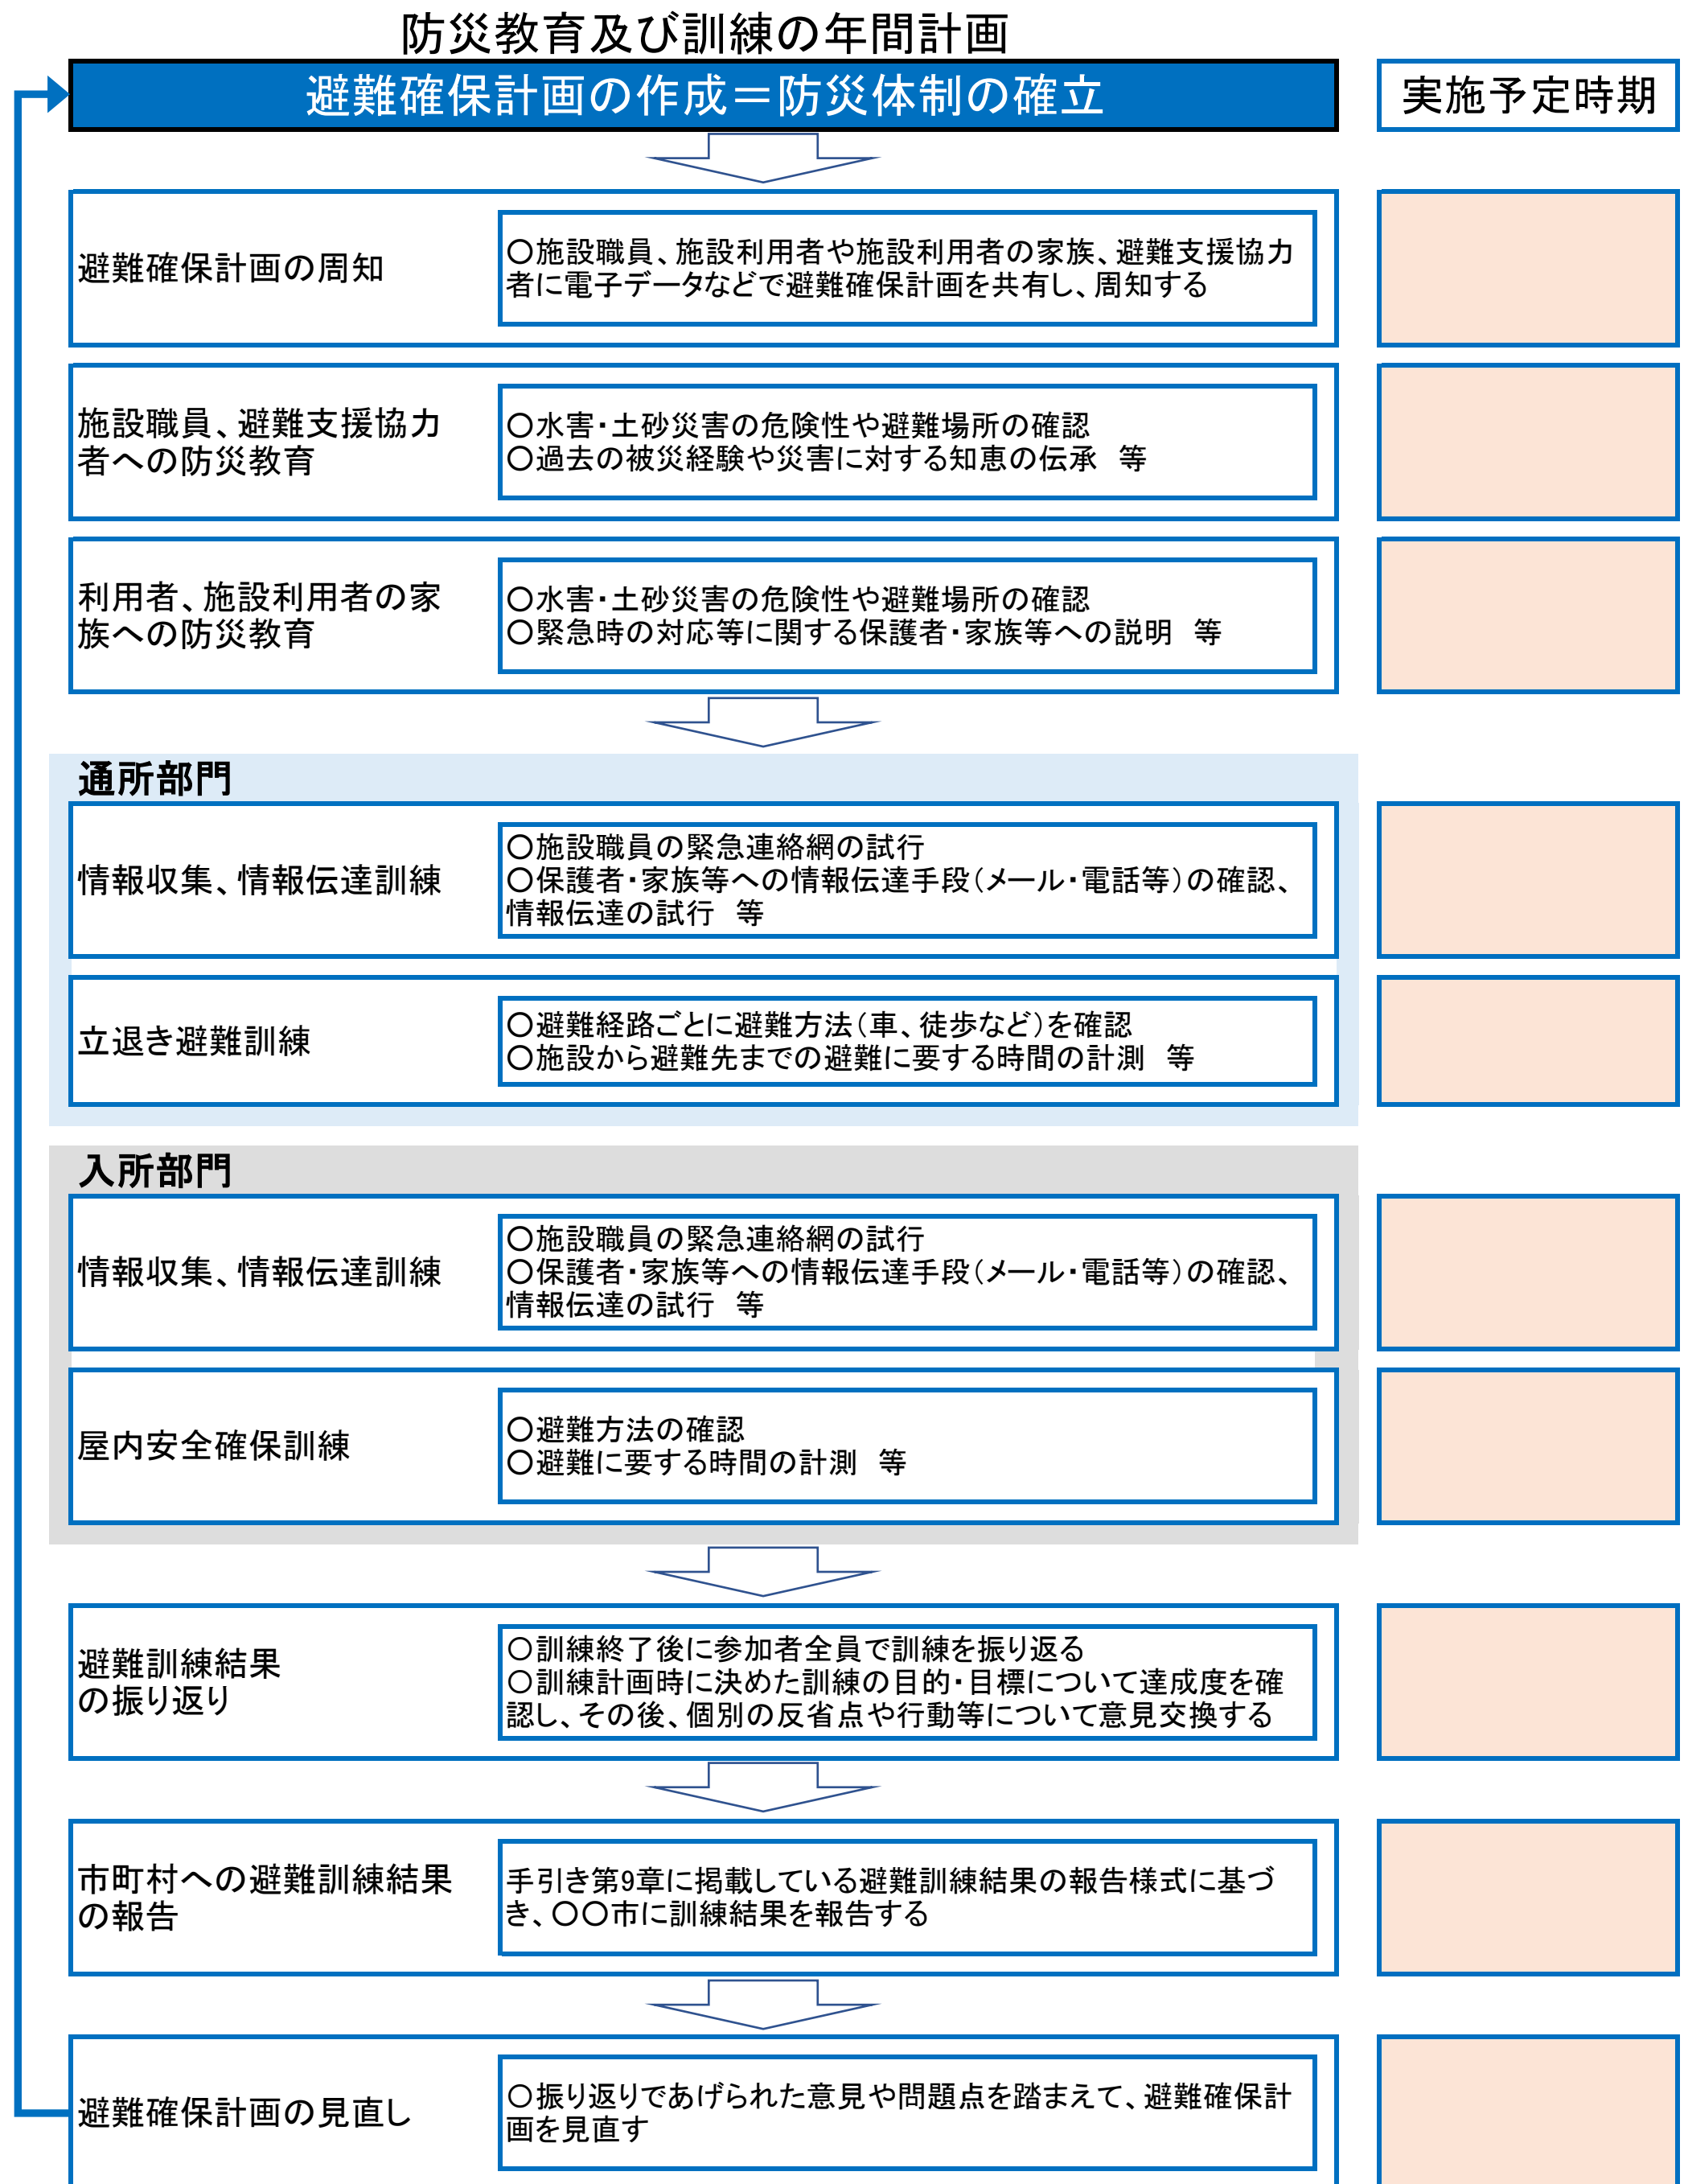 防災教育及び訓練の年間計画
避難確保計画の作成＝防災体制の確立
実施予定時期
避難確保計画の周知
〇施設職員、施設利用者や施設利用者の家族、避難支援協力
者に電子データなどで避難確保計画を共有し、周知する
施設職員、避難支援協力
者への防災教育
〇水害・土砂災害の危険性や避難場所の確認
〇過去の被災経験や災害に対する知恵の伝承　等
利用者、施設利用者の家
族への防災教育
〇水害・土砂災害の危険性や避難場所の確認
〇緊急時の対応等に関する保護者・家族等への説明　等
通所部門
情報収集、情報伝達訓練
〇施設職員の緊急連絡網の試行
〇保護者・家族等への情報伝達手段（メール・電話等）の確認、
情報伝達の試行　等
立退き避難訓練
〇避難経路ごとに避難方法（車、徒歩など）を確認
〇施設から避難先までの避難に要する時間の計測　等
入所部門
情報収集、情報伝達訓練
〇施設職員の緊急連絡網の試行
〇保護者・家族等への情報伝達手段（メール・電話等）の確認、
情報伝達の試行　等
屋内安全確保訓練
〇避難方法の確認
〇避難に要する時間の計測　等
避難訓練結果
の振り返り
〇訓練終了後に参加者全員で訓練を振り返る
〇訓練計画時に決めた訓練の目的・目標について達成度を確
認し、その後、個別の反省点や行動等について意見交換する
市町村への避難訓練結果
の報告
手引き第9章に掲載している避難訓練結果の報告様式に基づ
き、〇〇市に訓練結果を報告する
避難確保計画の見直し
〇振り返りであげられた意見や問題点を踏まえて、避難確保計
画を見直す